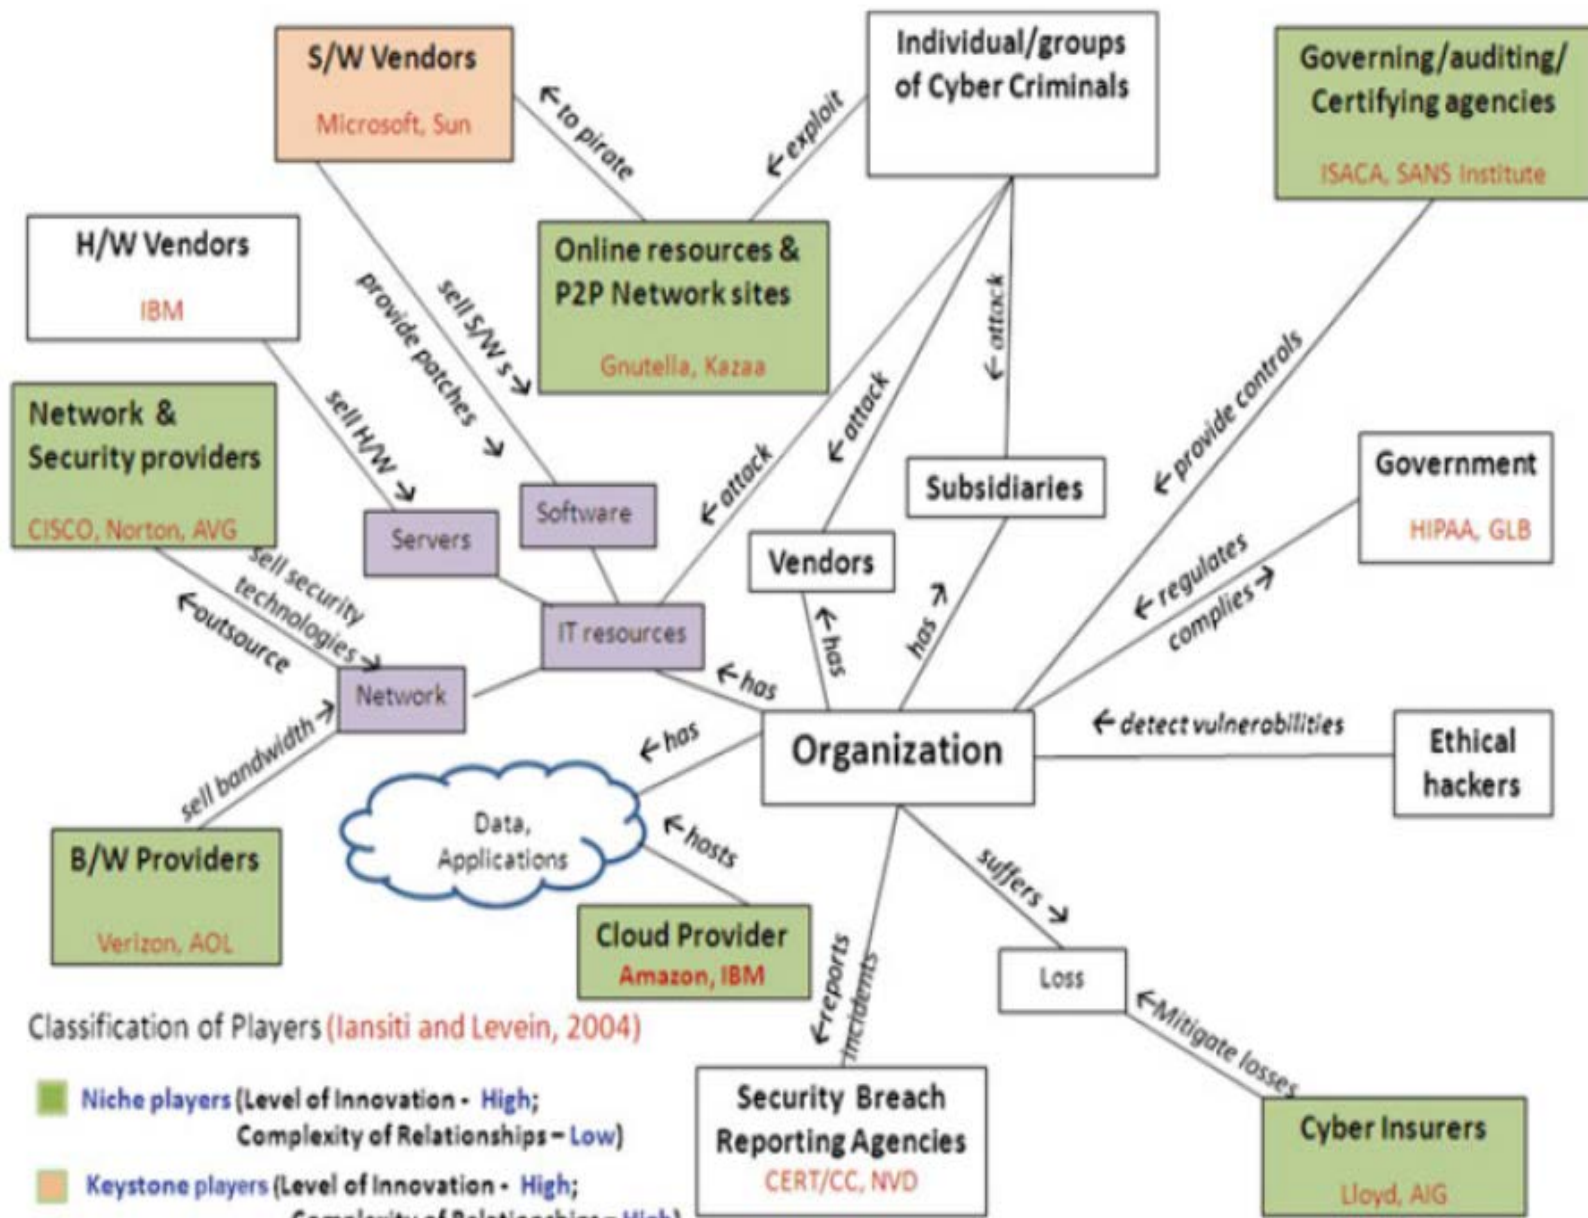 S/W Vendors
Microsoft, Sun
Individual/groups
of Cyber Criminals
Governing/auditing/
Certifying agencies
ISACA, SANS Institute
←to pirate
←exploit
H/W Vendors
IBM
Online resources &
P2P Network sites
Gnutella, Kazaa
sell S/W s→
provide patches →
sell H/W →
←attack
←attack
←attack
←provide controls
Network &
Security providers
CISCO, Norton, AVG
Government
HIPAA, GLB
Subsidiaries
Software
Servers
Vendors
←regulates
complies→
sell security
technologies→
←outsource
IT resources
←has
has →
←has
Network
Organization
←detect vulnerabilities
Ethical
hackers
sell bandwidth→
←has
Data,
Applications
←hosts
B/W Providers
Verizon, AOL
Cloud Provider
Amazon, IBM
suffers →
←reports
incidents
Loss
←Mitigate losses
Classification of Players (Iansiti and Levein, 2004)
Niche players (Level of Innovation - High;
Complexity of Relationships – Low)
Keystone players (Level of Innovation - High;
Complexity of Relationships – High)
Security Breach
Reporting Agencies
CERT/CC, NVD
Cyber Insurers
Lloyd, AIG